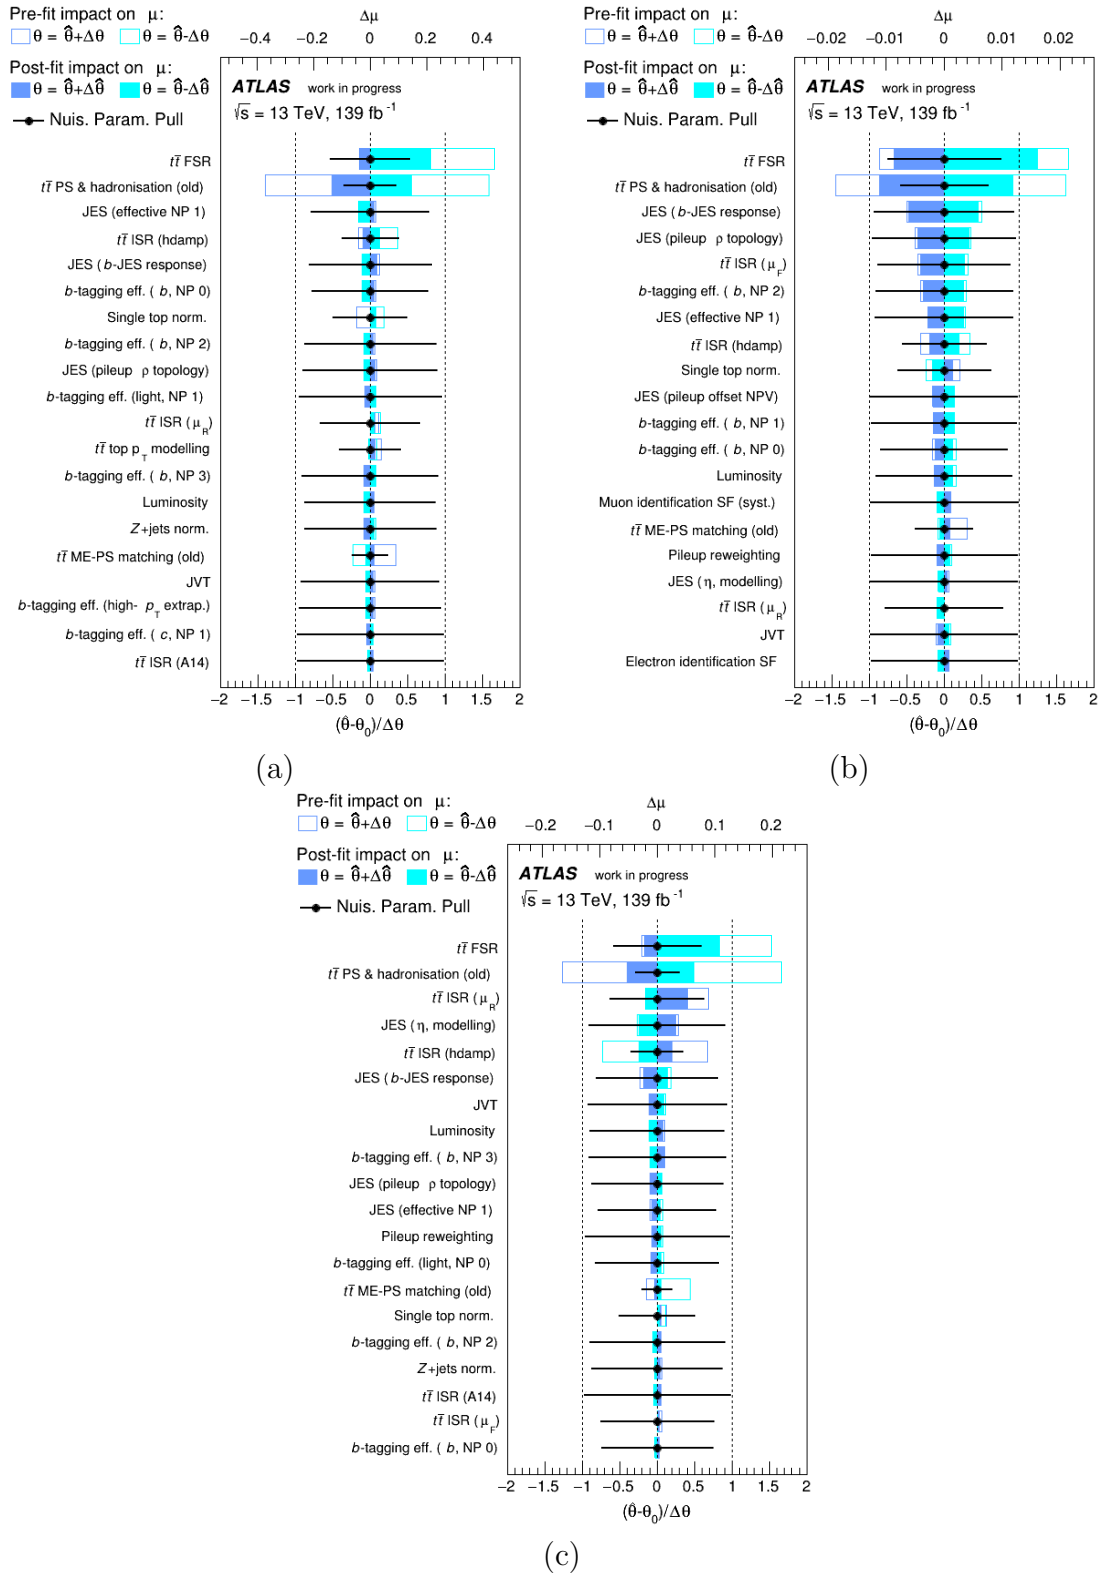 Pre-fit impact on μ:
θ = θ̂+Δθ θ = θ̂-Δθ
Post-fit impact on μ:
θ = θ̂+Δθ̂ θ = θ̂-Δθ̂
Nuis. Param. Pull
Δμ
−0.4 −0.2 0 0.2 0.4
ATLAS work in progress
√s = 13 TeV, 139 fb⁻¹
tt̅ FSR
tt̅ PS & hadronisation (old)
JES (effective NP 1)
tt̅ ISR (hdamp)
JES (b-JES response)
b-tagging eff. ( b, NP 0)
Single top norm.
b-tagging eff. ( b, NP 2)
JES (pileup ρ topology)
b-tagging eff. (light, NP 1)
tt̅ ISR (μ_R)
tt̅ top p_T modelling
b-tagging eff. ( b, NP 3)
Luminosity
Z+jets norm.
tt̅ ME-PS matching (old)
JVT
b-tagging eff. (high- p_T extrap.)
b-tagging eff. ( c, NP 1)
tt̅ ISR (A14)
−2 −1.5 −1 −0.5 0 0.5 1 1.5 2
(θ̂-θ₀)/Δθ
(a)
Pre-fit impact on μ:
θ = θ̂+Δθ θ = θ̂-Δθ
Post-fit impact on μ:
θ = θ̂+Δθ̂ θ = θ̂-Δθ̂
Nuis. Param. Pull
Δμ
−0.02 −0.01 0 0.01 0.02
ATLAS work in progress
√s = 13 TeV, 139 fb⁻¹
tt̅ FSR
tt̅ PS & hadronisation (old)
JES (b-JES response)
JES (pileup ρ topology)
tt̅ ISR (μ_F)
b-tagging eff. ( b, NP 2)
JES (effective NP 1)
tt̅ ISR (hdamp)
Single top norm.
JES (pileup offset NPV)
b-tagging eff. ( b, NP 1)
b-tagging eff. ( b, NP 0)
Luminosity
Muon identification SF (syst.)
tt̅ ME-PS matching (old)
Pileup reweighting
JES (η, modelling)
tt̅ ISR (μ_R)
JVT
Electron identification SF
−2 −1.5 −1 −0.5 0 0.5 1 1.5 2
(θ̂-θ₀)/Δθ
(b)
Pre-fit impact on μ:
θ = θ̂+Δθ θ = θ̂-Δθ
Post-fit impact on μ:
θ = θ̂+Δθ̂ θ = θ̂-Δθ̂
Nuis. Param. Pull
Δμ
−0.2 −0.1 0 0.1 0.2
ATLAS work in progress
√s = 13 TeV, 139 fb⁻¹
tt̅ FSR
tt̅ PS & hadronisation (old)
tt̅ ISR (μ_R)
JES (η, modelling)
tt̅ ISR (hdamp)
JES (b-JES response)
JVT
Luminosity
b-tagging eff. ( b, NP 3)
JES (pileup ρ topology)
JES (effective NP 1)
Pileup reweighting
b-tagging eff. (light, NP 0)
tt̅ ME-PS matching (old)
Single top norm.
b-tagging eff. ( b, NP 2)
Z+jets norm.
tt̅ ISR (A14)
tt̅ ISR (μ_F)
b-tagging eff. ( b, NP 0)
−2 −1.5 −1 −0.5 0 0.5 1 1.5 2
(θ̂-θ₀)/Δθ
(c)